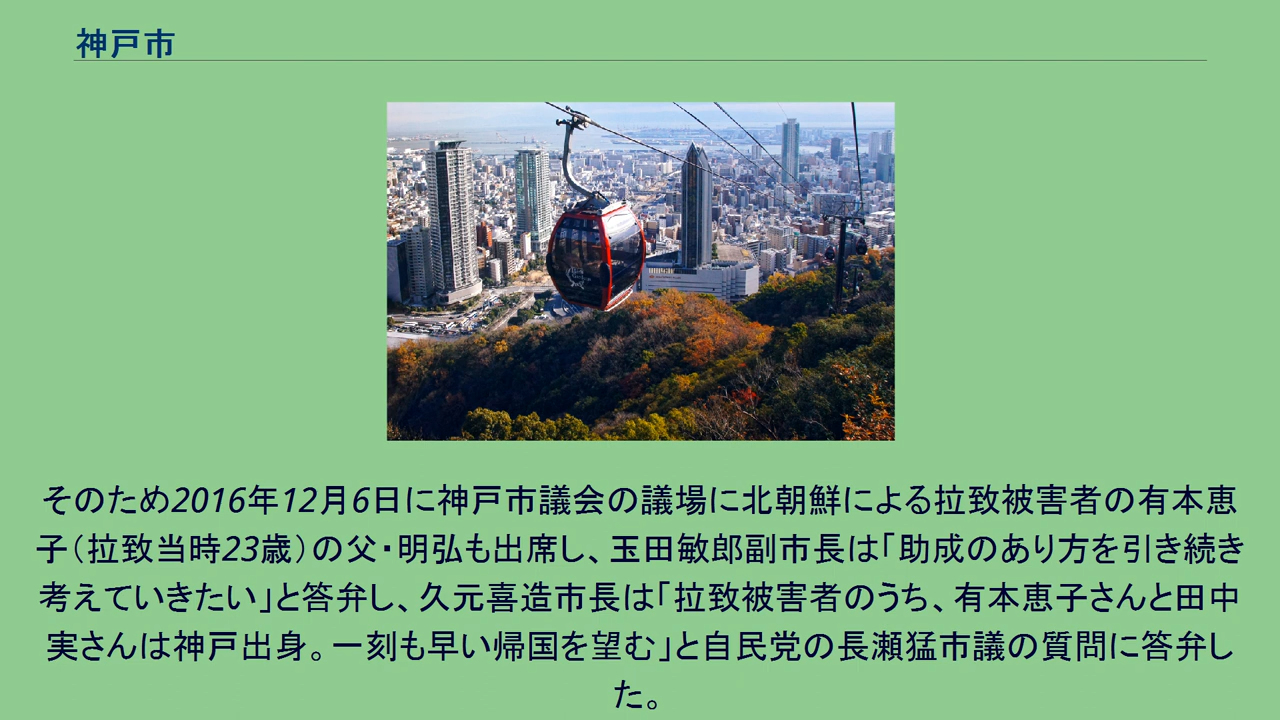 神戸市
そのため2016年12月6日に神戸市議会の議場に北朝鮮による拉致被害者の有本恵
子（拉致当時23歳）の父・明弘も出席し、玉田敏郎副市長は「助成のあり方を引き続き
考えていきたい」と答弁し、久元喜造市長は「拉致被害者のうち、有本恵子さんと田中
実さんは神戸出身。一刻も早い帰国を望む」と自民党の長瀬猛市議の質問に答弁し
た。